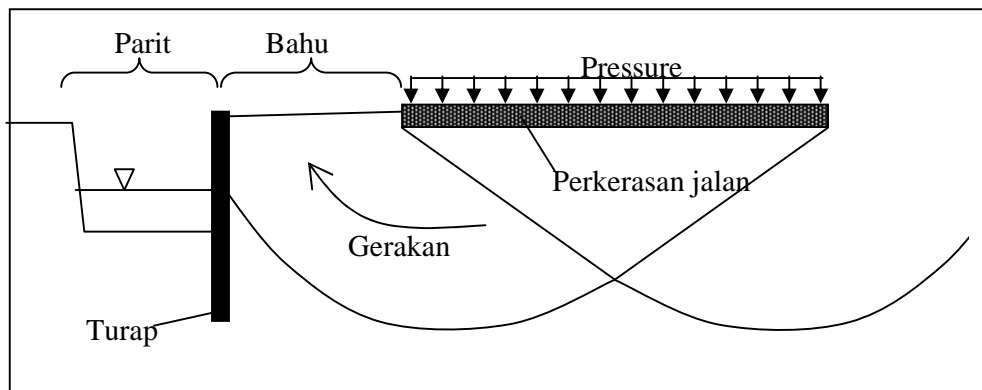 Parit
Bahu
Pressure
Perkerasan jalan
Gerakan
Turap